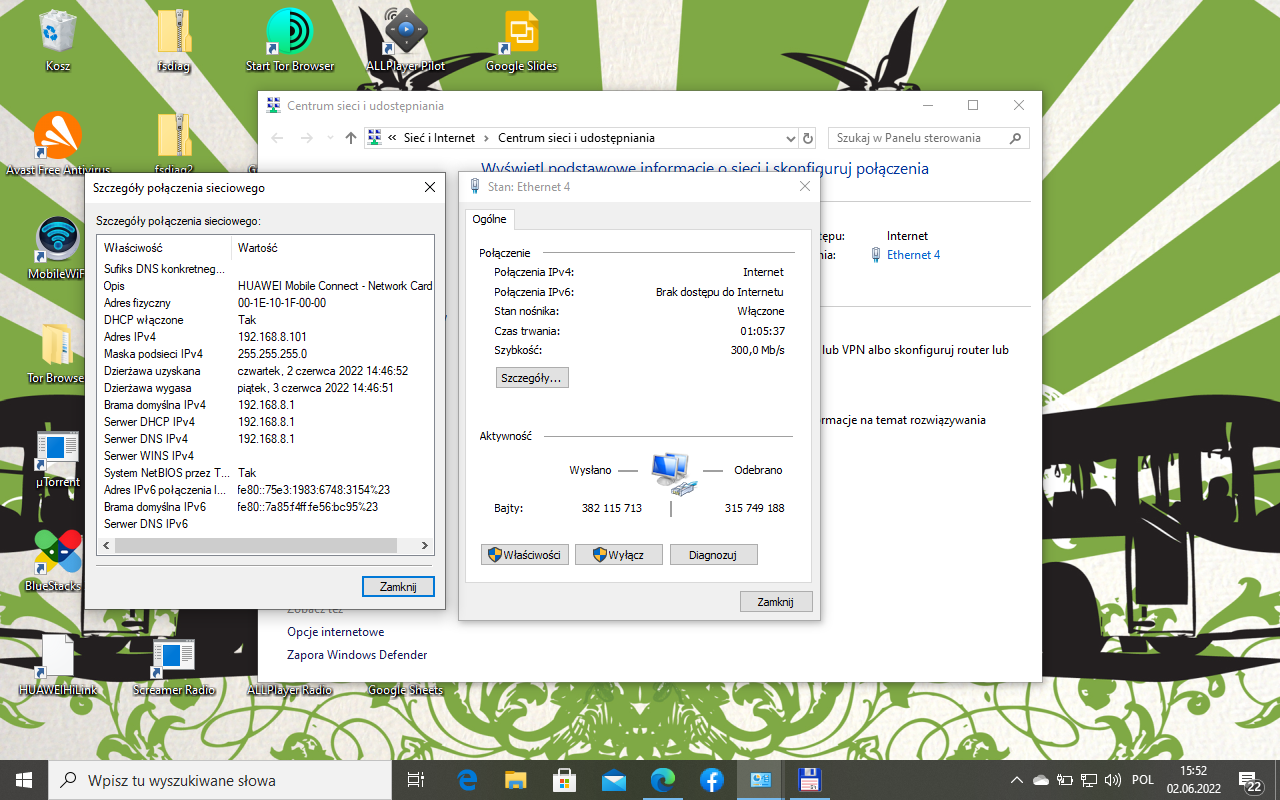 Kosz
fsdiag
Start Tor Browser
ALLPlayer Pilot
Google Slides
Avast Free Antivirus
fsdiag2
G
MobileWiF
Tor Browse
µTorrent
BlueStacks
HUAWEIHiLink
Screamer Radio
ALLPlayer Radio
Google Sheets
Centrum sieci i udostępniania
« Sieć i Internet > Centrum sieci i udostępniania
Szukaj w Panelu sterowania
Wyświetl podstawowe informacje o sieci i skonfiguruj połączenia
tępu: Internet
nia: Ethernet 4
lub VPN albo skonfiguruj router lub
rmacje na temat rozwiązywania
Zobacz też
Opcje internetowe
Zapora Windows Defender
Szczegóły połączenia sieciowego
Szczegóły połączenia sieciowego:
Właściwość Wartość
Sufiks DNS konkretneg...
Opis HUAWEI Mobile Connect - Network Card
Adres fizyczny 00-1E-10-1F-00-00
DHCP włączone Tak
Adres IPv4 192.168.8.101
Maska podsieci IPv4 255.255.255.0
Dzierżawa uzyskana czwartek, 2 czerwca 2022 14:46:52
Dzierżawa wygasa piątek, 3 czerwca 2022 14:46:51
Brama domyślna IPv4 192.168.8.1
Serwer DHCP IPv4 192.168.8.1
Serwer DNS IPv4 192.168.8.1
Serwer WINS IPv4
System NetBIOS przez T... Tak
Adres IPv6 połączenia l... fe80::75e3:1983:6748:3154%23
Brama domyślna IPv6 fe80::7a85:f4ff:fe56:bc95%23
Serwer DNS IPv6
Zamknij
Stan: Ethernet 4
Ogólne
Połączenie
Połączenia IPv4: Internet
Połączenia IPv6: Brak dostępu do Internetu
Stan nośnika: Włączone
Czas trwania: 01:05:37
Szybkość: 300,0 Mb/s
Szczegóły...
Aktywność
Wysłano Odebrano
Bajty: 382 115 713 315 749 188
Właściwości Wyłącz Diagnozuj
Zamknij
Wpisz tu wyszukiwane słowa
POL
15:52
02.06.2022
22